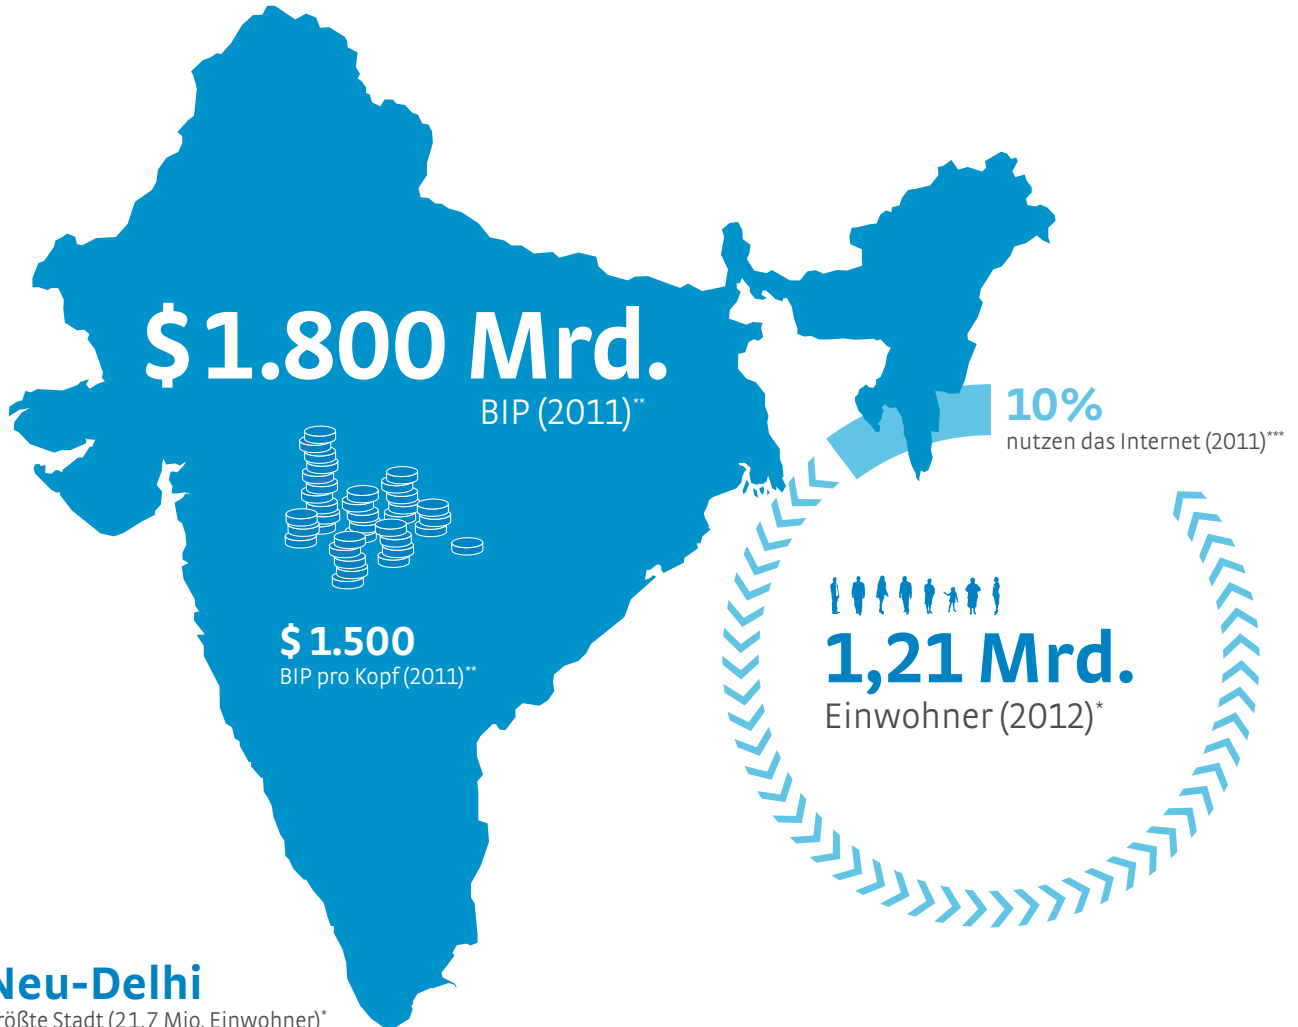 $ 1.800 Mrd.
BIP (2011)**
10%
nutzen das Internet (2011)***
$ 1.500
BIP pro Kopf (2011)**
1,21 Mrd.
Einwohner (2012)*
Neu-Delhi
rößte Stadt (21,7 Mio. Einwohner)*